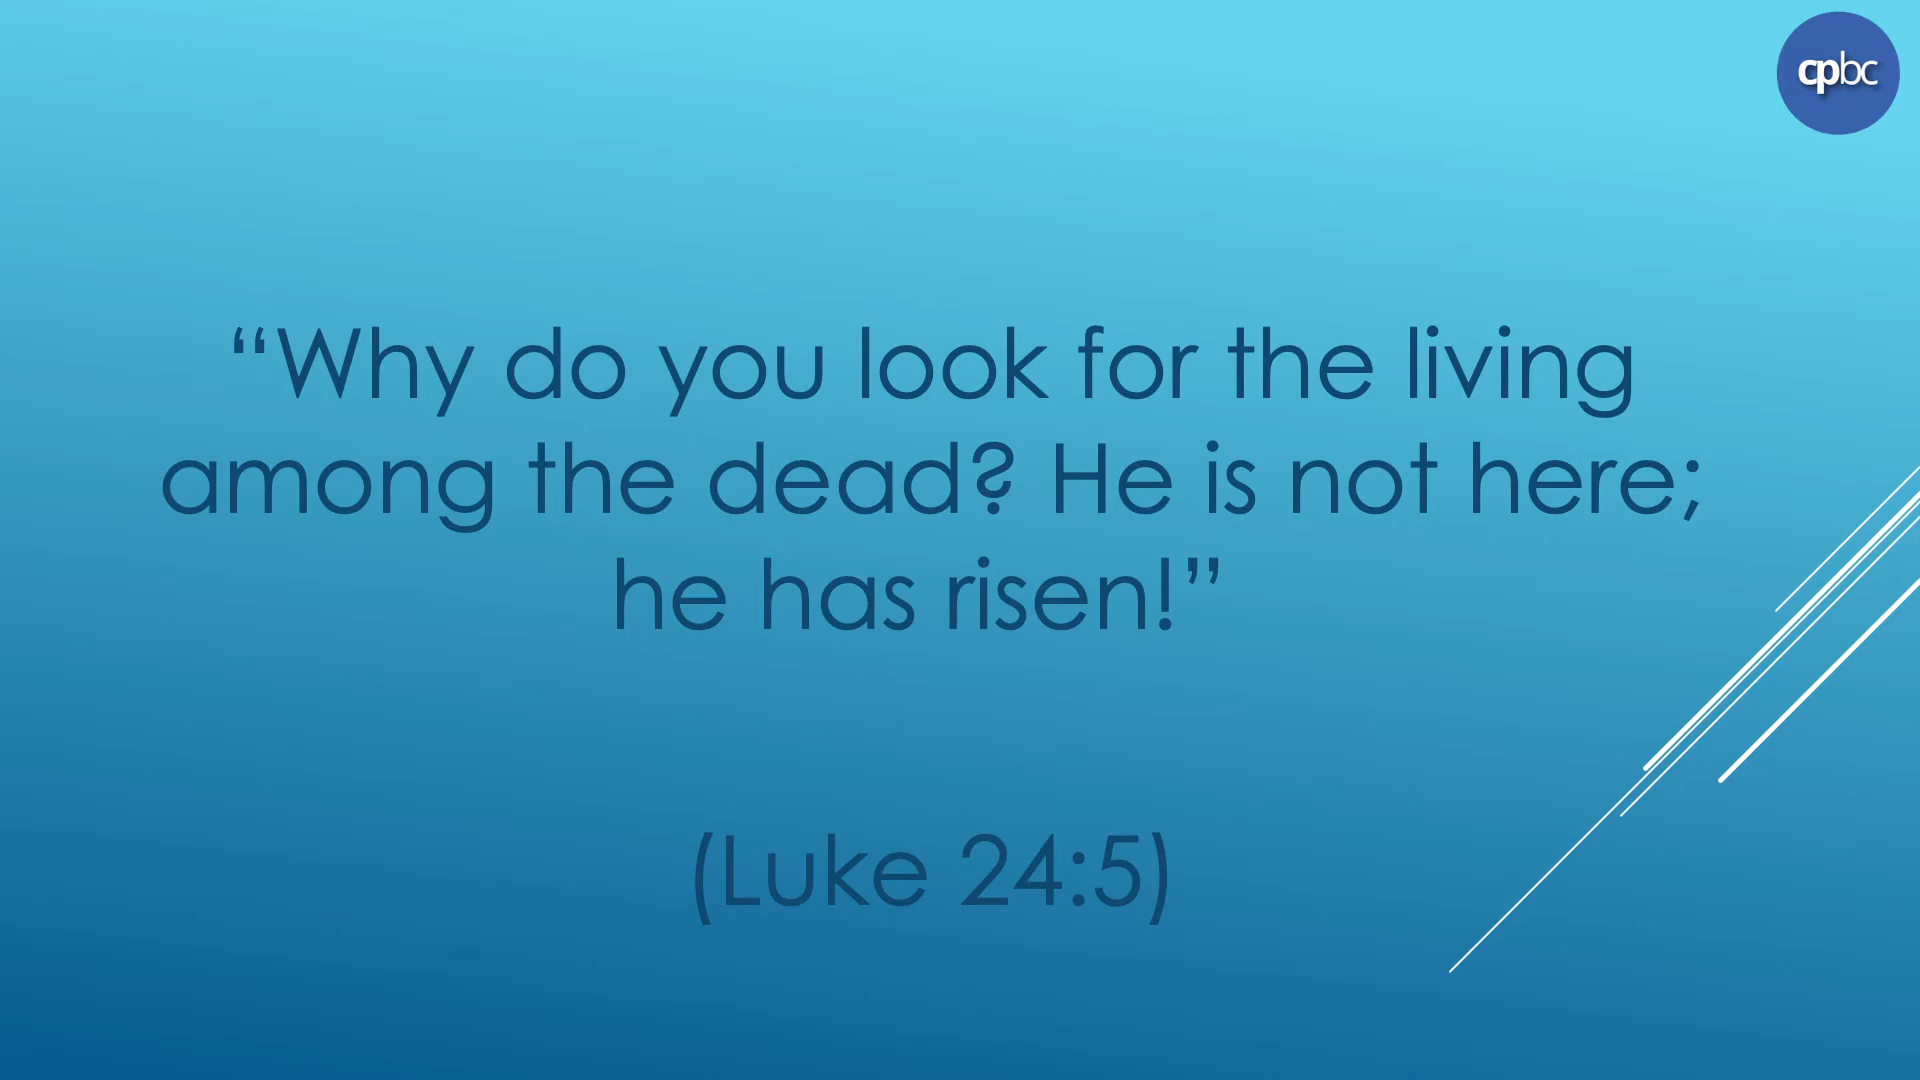 cpbc
“Why do you look for the living
among the dead? He is not here;
he has risen!”
(Luke 24:5)